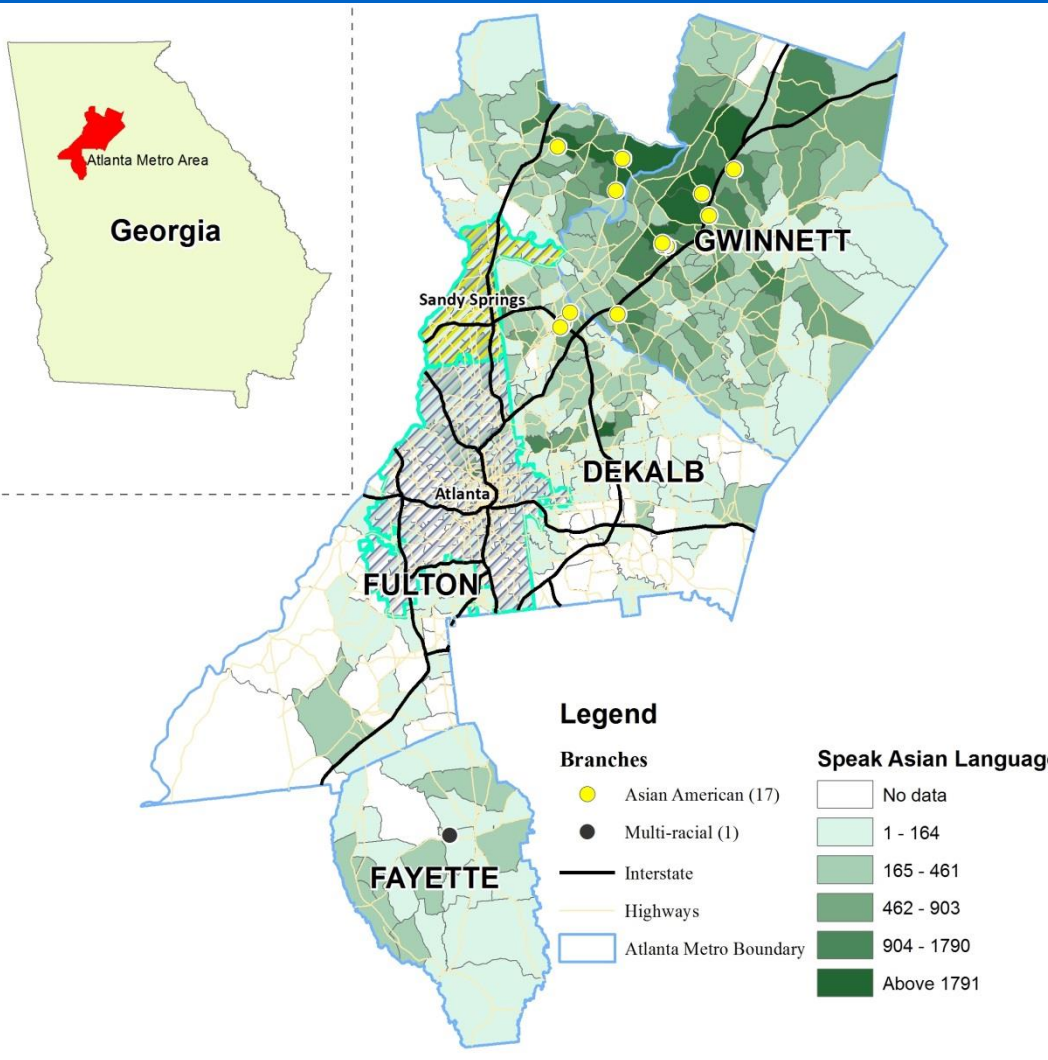 Atlanta Metro Area
Georgia
GWINNETT
Sandy Springs
DEKALB
Atlanta
FULTON
FAYETTE
Legend
Branches
Asian American (17)
Multi-racial (1)
Interstate
Highways
Atlanta Metro Boundary
Speak Asian Languag
No data
1 - 164
165 - 461
462 - 903
904 - 1790
Above 1791